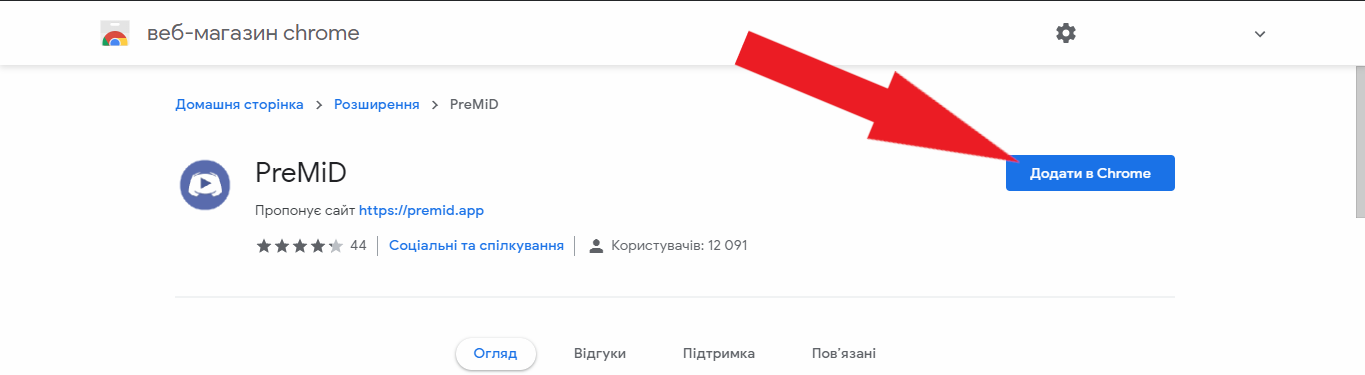 веб-магазин chrome
Домашня сторінка > Розширення > PreMiD
PreMiD
Додати в Chrome
Пропонує сайт https://premid.app
44 Соціальні та спілкування Користувачів: 12 091
Огляд Відгуки Підтримка Пов'язані